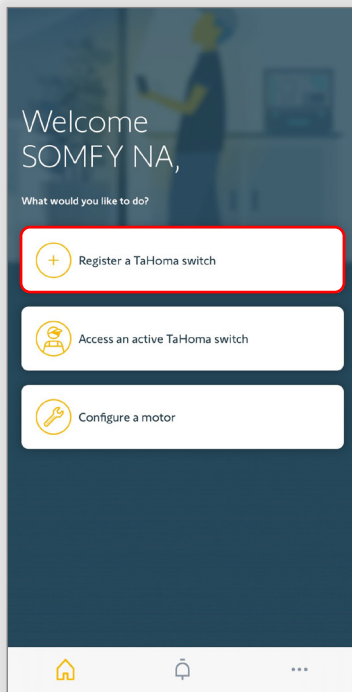 Welcome
SOMFY NA,
What would you like to do?
Register a TaHoma switch
Access an active TaHoma switch
Configure a motor